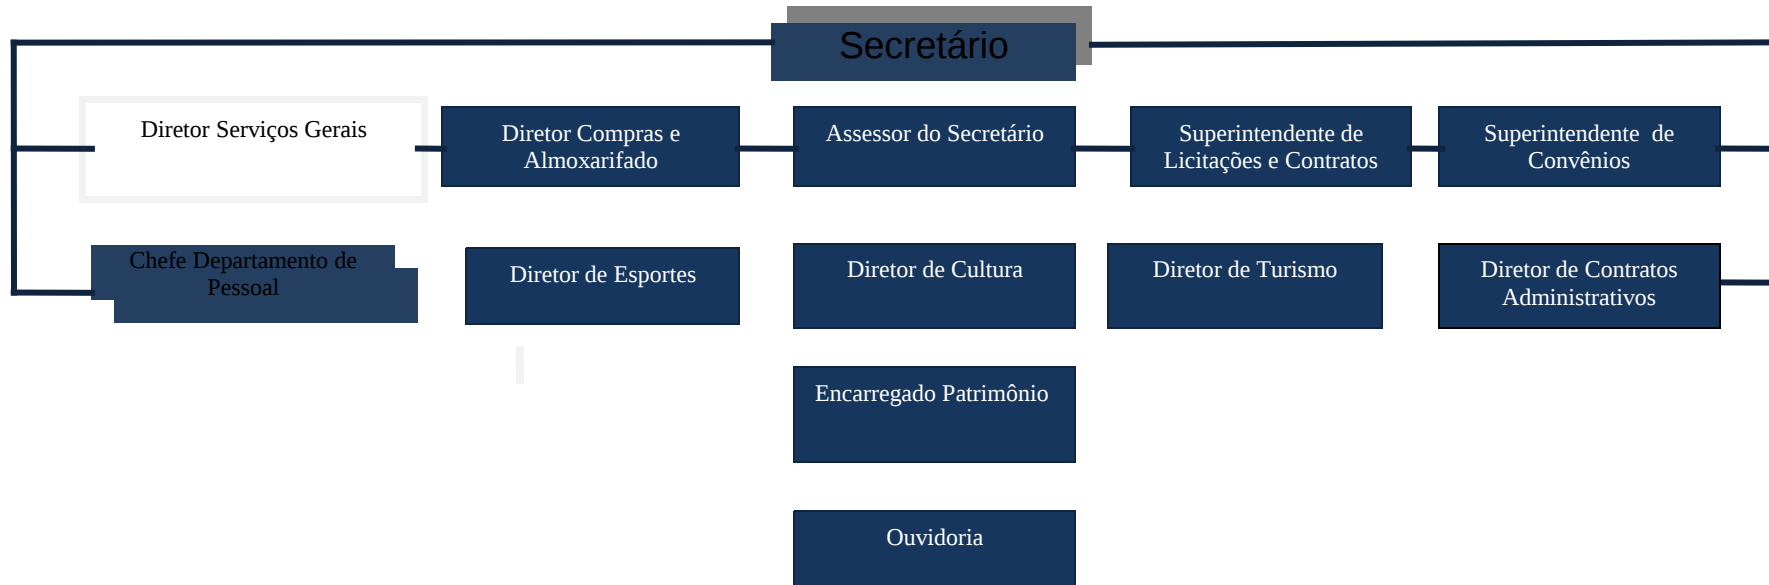 Secretário
Diretor Serviços Gerais
Diretor Compras e
Almoxarifado
Assessor do Secretário
Superintendente de
Licitações e Contratos
Superintendente  de
Convênios
Chefe Departamento de
Pessoal
Diretor de Esportes
Diretor de Cultura
Diretor de Turismo
Diretor de Contratos
Administrativos
Encarregado Patrimônio
Ouvidoria